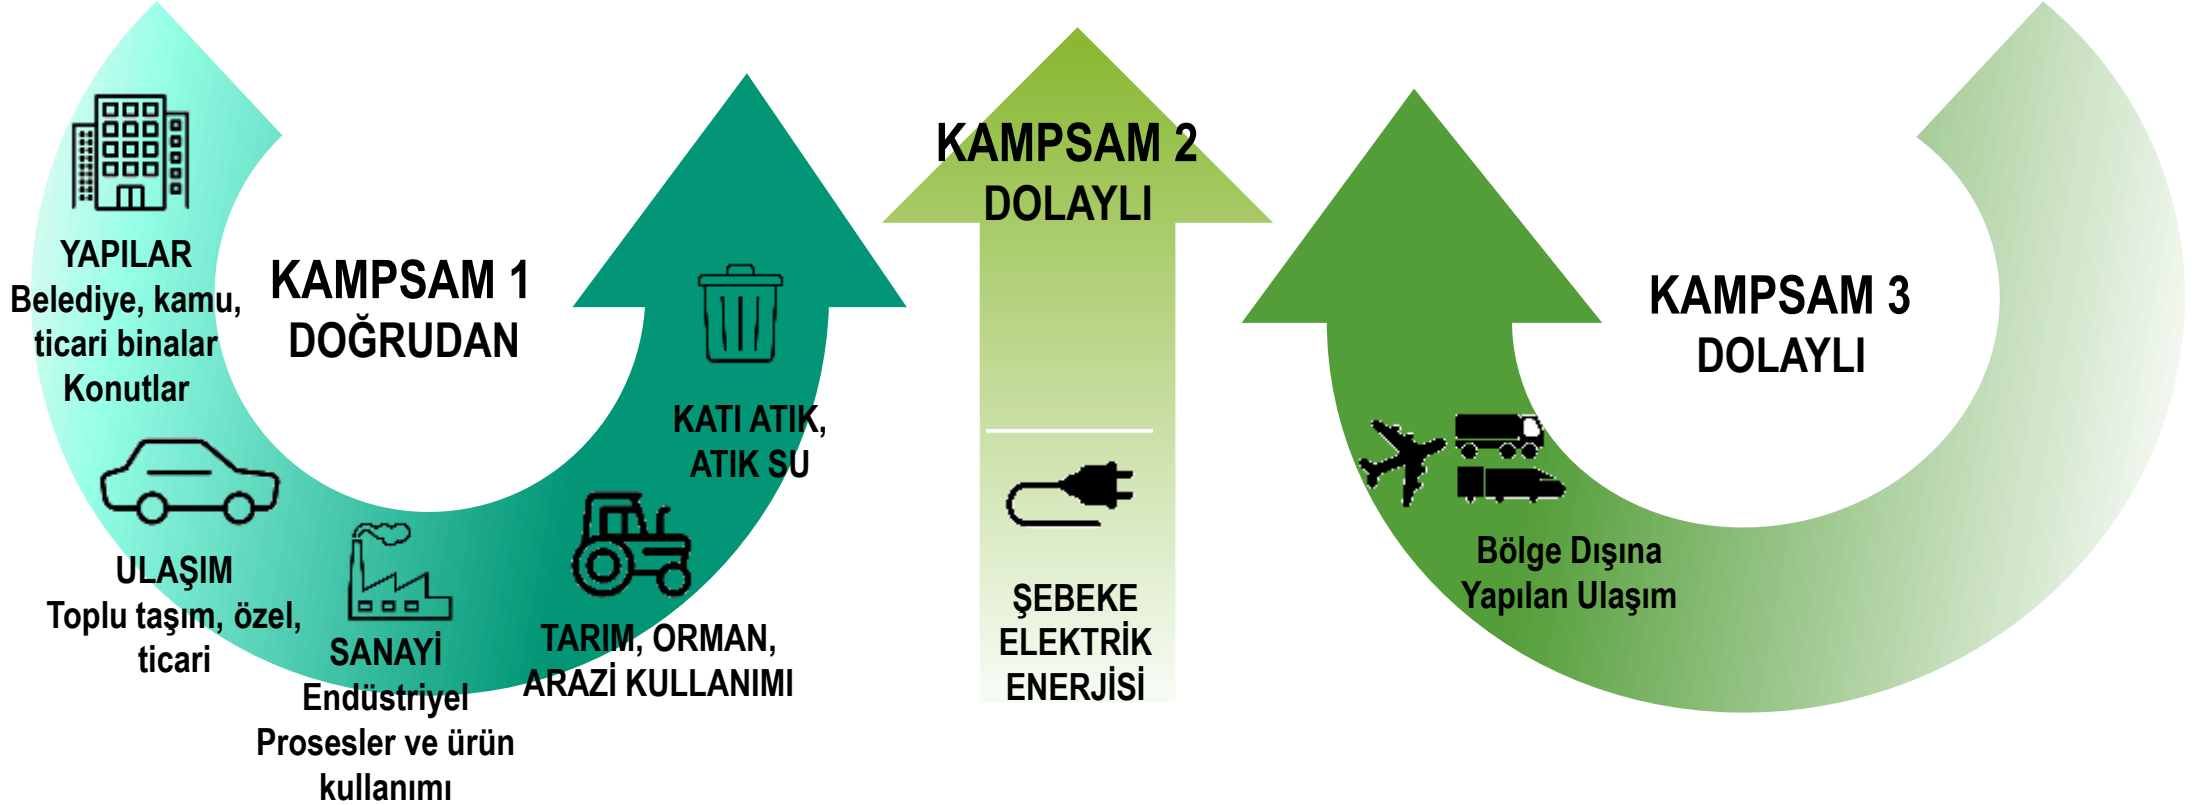 KAMPSAM 1
DOĞRUDAN
YAPILAR
Belediye, kamu,
ticari binalar
Konutlar
ULAŞIM
Toplu taşım, özel,
ticari
SANAYİ
Endüstriyel
Prosesler ve ürün
kullanımı
TARIM, ORMAN,
ARAZİ KULLANIMI
KATI ATIK,
ATIK SU
KAMPSAM 2
DOLAYLI
ŞEBEKE
ELEKTRİK
ENERJİSİ
KAMPSAM 3
DOLAYLI
Bölge Dışına
Yapılan Ulaşım